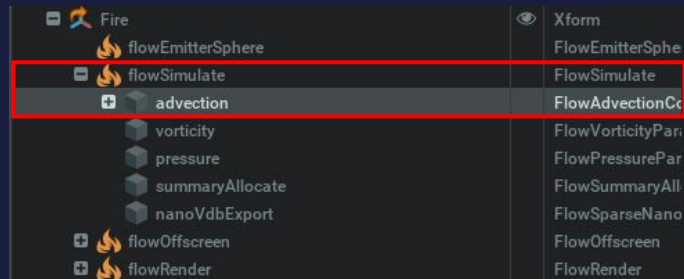 Fire Xform
flowEmitterSphere FlowEmitterSphe
flowSimulate FlowSimulate
advection FlowAdvectionCo
vorticity FlowVorticityPara
pressure FlowPressurePar
summaryAllocate FlowSummaryAll
nanoVdbExport FlowSparseNano
flowOffscreen FlowOffscreen
flowRender FlowRender